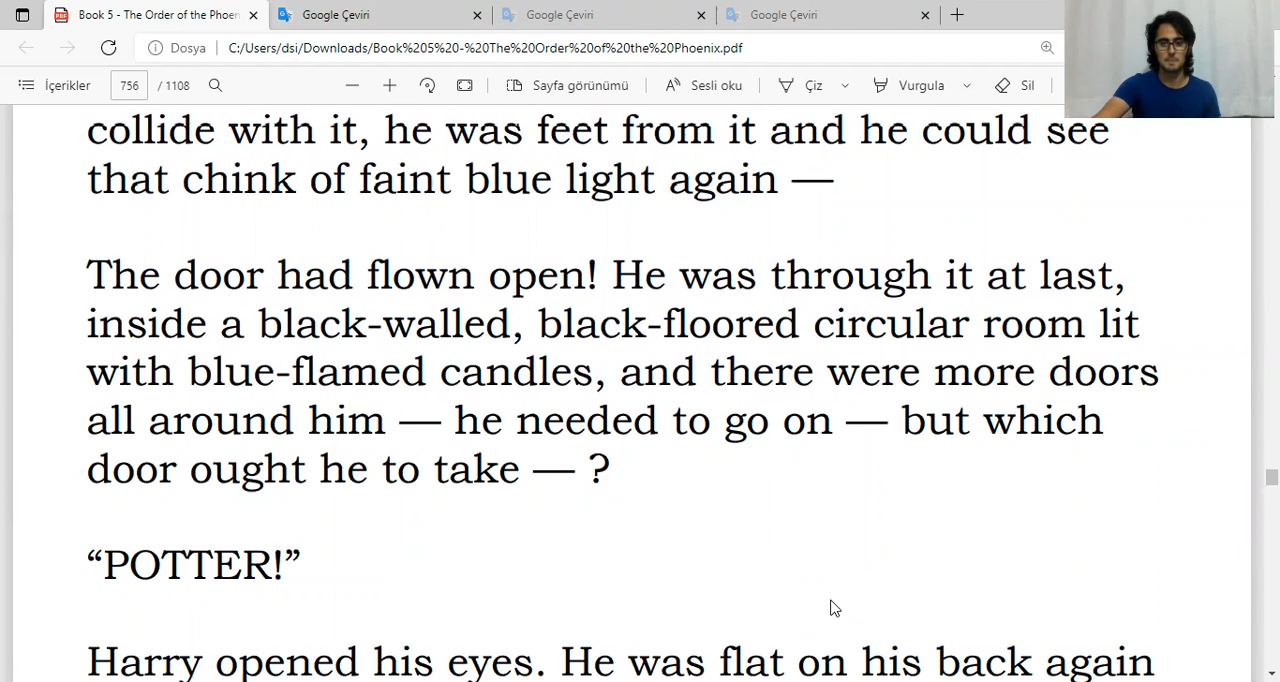 Book 5 - The Order of the Phoen
Google Çeviri
Google Çeviri
Google Çeviri
Dosya
C:/Users/dsi/Downloads/Book%205%20-%20The%20Order%20of%20the%20Phoenix.pdf
İçerikler
756
/ 1108
Sayfa görünümü
Sesli oku
Çiz
Vurgula
Sil
collide with it, he was feet from it and he could see
that chink of faint blue light again —
The door had flown open! He was through it at last,
inside a black-walled, black-floored circular room lit
with blue-flamed candles, and there were more doors
all around him — he needed to go on — but which
door ought he to take — ?
“POTTER!”
Harry opened his eyes. He was flat on his back again